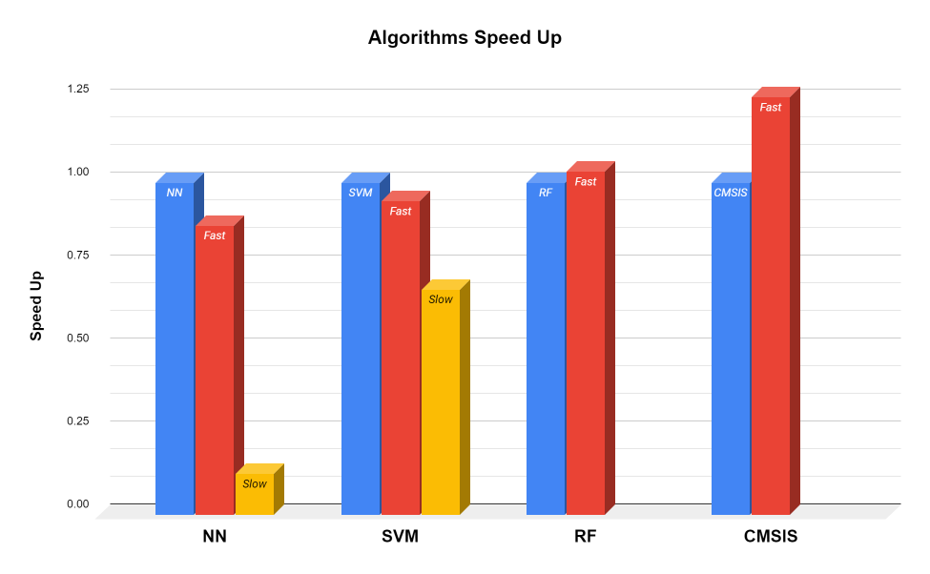 Algorithms Speed Up
Speed Up
1.25
1.00
0.75
0.50
0.25
0.00
NN
Fast
Slow
SVM
Fast
Slow
RF
Fast
CMSIS
Fast
NN
SVM
RF
CMSIS